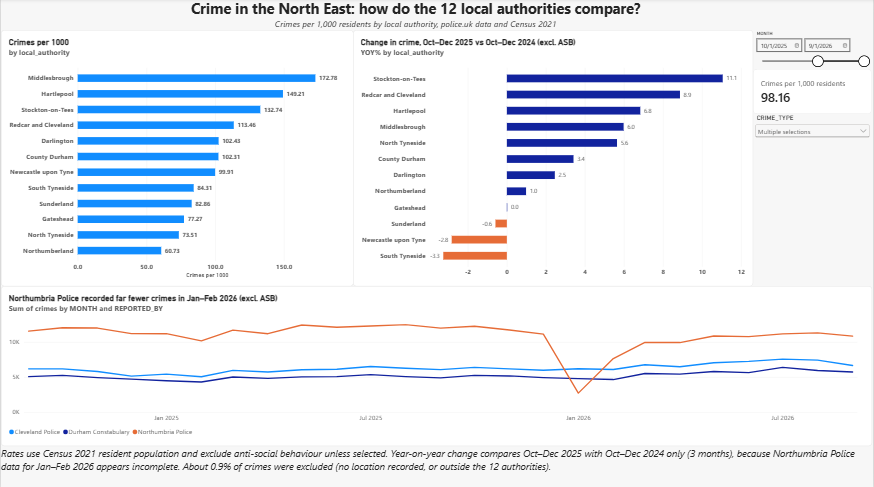 Crime in the North East: how do the 12 local authorities compare?
Crimes per 1,000 residents by local authority, police.uk data and Census 2021
Crimes per 1000
by local_authority
Middlesbrough 172.78
Hartlepool 149.21
Stockton-on-Tees 132.74
Redcar and Cleveland 113.46
Darlington 102.43
County Durham 102.31
Newcastle upon Tyne 99.91
South Tyneside 84.31
Sunderland 82.86
Gateshead 77.27
North Tyneside 73.51
Northumberland 60.73
0.0 50.0 100.0 150.0
Crimes per 1000
Change in crime, Oct–Dec 2025 vs Oct–Dec 2024 (excl. ASB)
YOY% by local_authority
Stockton-on-Tees 11.1
Redcar and Cleveland 8.9
Hartlepool 6.8
Middlesbrough 6.0
North Tyneside 5.6
County Durham 3.4
Darlington 2.5
Northumberland 1.0
Gateshead 0.0
Sunderland -0.6
Newcastle upon Tyne -2.8
South Tyneside -3.3
-2 0 2 4 6 8 10 12
MONTH
10/1/2025 9/1/2026
Crimes per 1,000 residents
98.16
CRIME_TYPE
Multiple selections
Northumbria Police recorded far fewer crimes in Jan–Feb 2026 (excl. ASB)
Sum of crimes by MONTH and REPORTED_BY
10K
5K
0K
Jan 2025 Jul 2025 Jan 2026 Jul 2026
Cleveland Police Durham Constabulary Northumbria Police
Rates use Census 2021 resident population and exclude anti-social behaviour unless selected. Year-on-year change compares Oct–Dec 2025 with Oct–Dec 2024 only (3 months), because Northumbria Police
data for Jan–Feb 2026 appears incomplete. About 0.9% of crimes were excluded (no location recorded, or outside the 12 authorities).